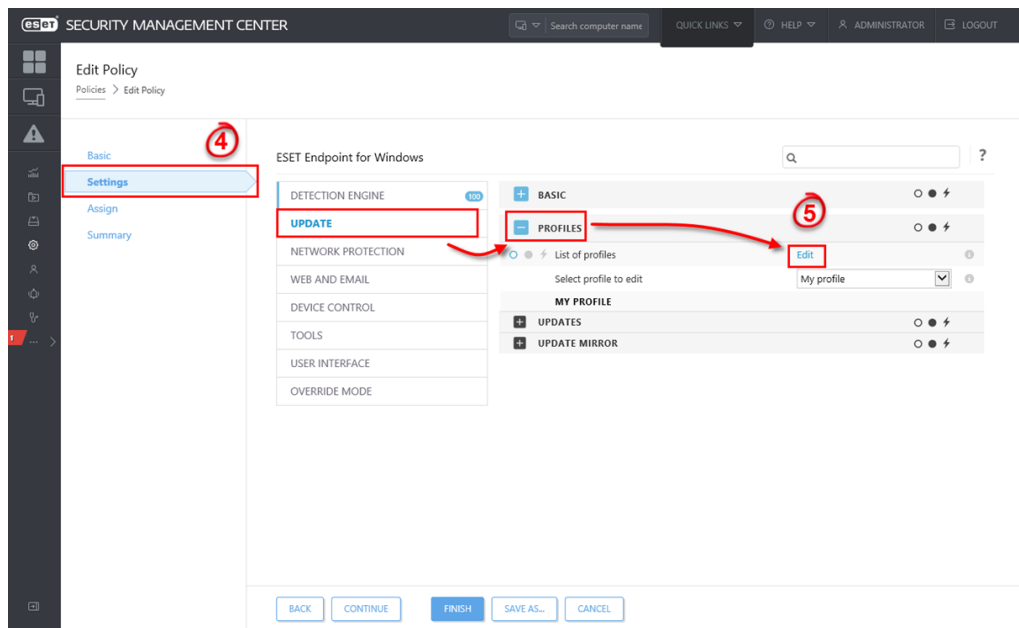 eset SECURITY MANAGEMENT CENTER
Search computer name
QUICK LINKS
HELP
ADMINISTRATOR
LOGOUT
Edit Policy
Policies > Edit Policy
4
Basic
Settings
Assign
Summary
ESET Endpoint for Windows
?
DETECTION ENGINE 100
UPDATE
NETWORK PROTECTION
WEB AND EMAIL
DEVICE CONTROL
TOOLS
USER INTERFACE
OVERRIDE MODE
BASIC
5
PROFILES
List of profiles Edit
Select profile to edit My profile
MY PROFILE
UPDATES
UPDATE MIRROR
1
BACK CONTINUE FINISH SAVE AS... CANCEL